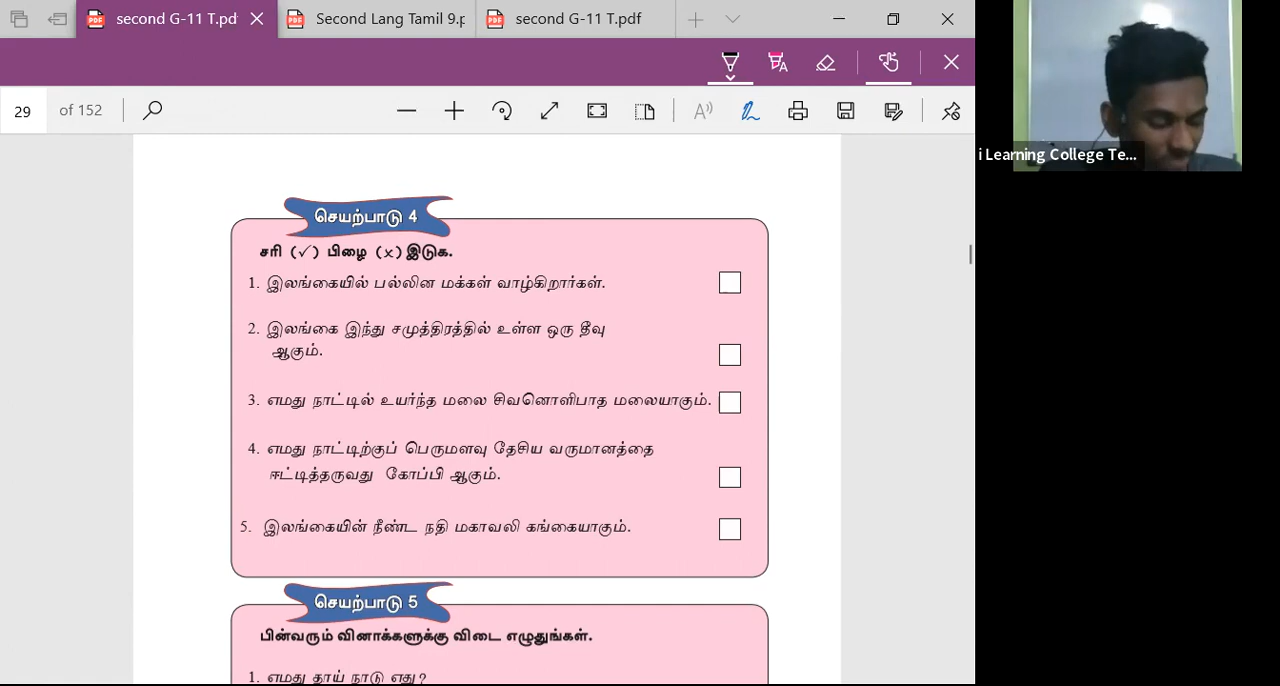 second G-11 T.pd
Second Lang Tamil 9.p
second G-11 T.pdf
29 of 152
i Learning College Te...
செயற்பாடு 4
சரி (✓) பிழை (x) இடுக.
1. இலங்கையில் பல்லின மக்கள் வாழ்கிறார்கள்.
2. இலங்கை இந்து சமுத்திரத்தில் உள்ள ஒரு தீவு
ஆகும்.
3. எமது நாட்டில் உயர்ந்த மலை சிவனொளிபாத மலையாகும்.
4. எமது நாட்டிற்குப் பெருமளவு தேசிய வருமானத்தை
ஈட்டித்தருவது கோப்பி ஆகும்.
5. இலங்கையின் நீண்ட நதி மகாவலி கங்கையாகும்.
செயற்பாடு 5
பின்வரும் வினாக்களுக்கு விடை எழுதுங்கள்.
1. எமது தாய் நாடு எது?